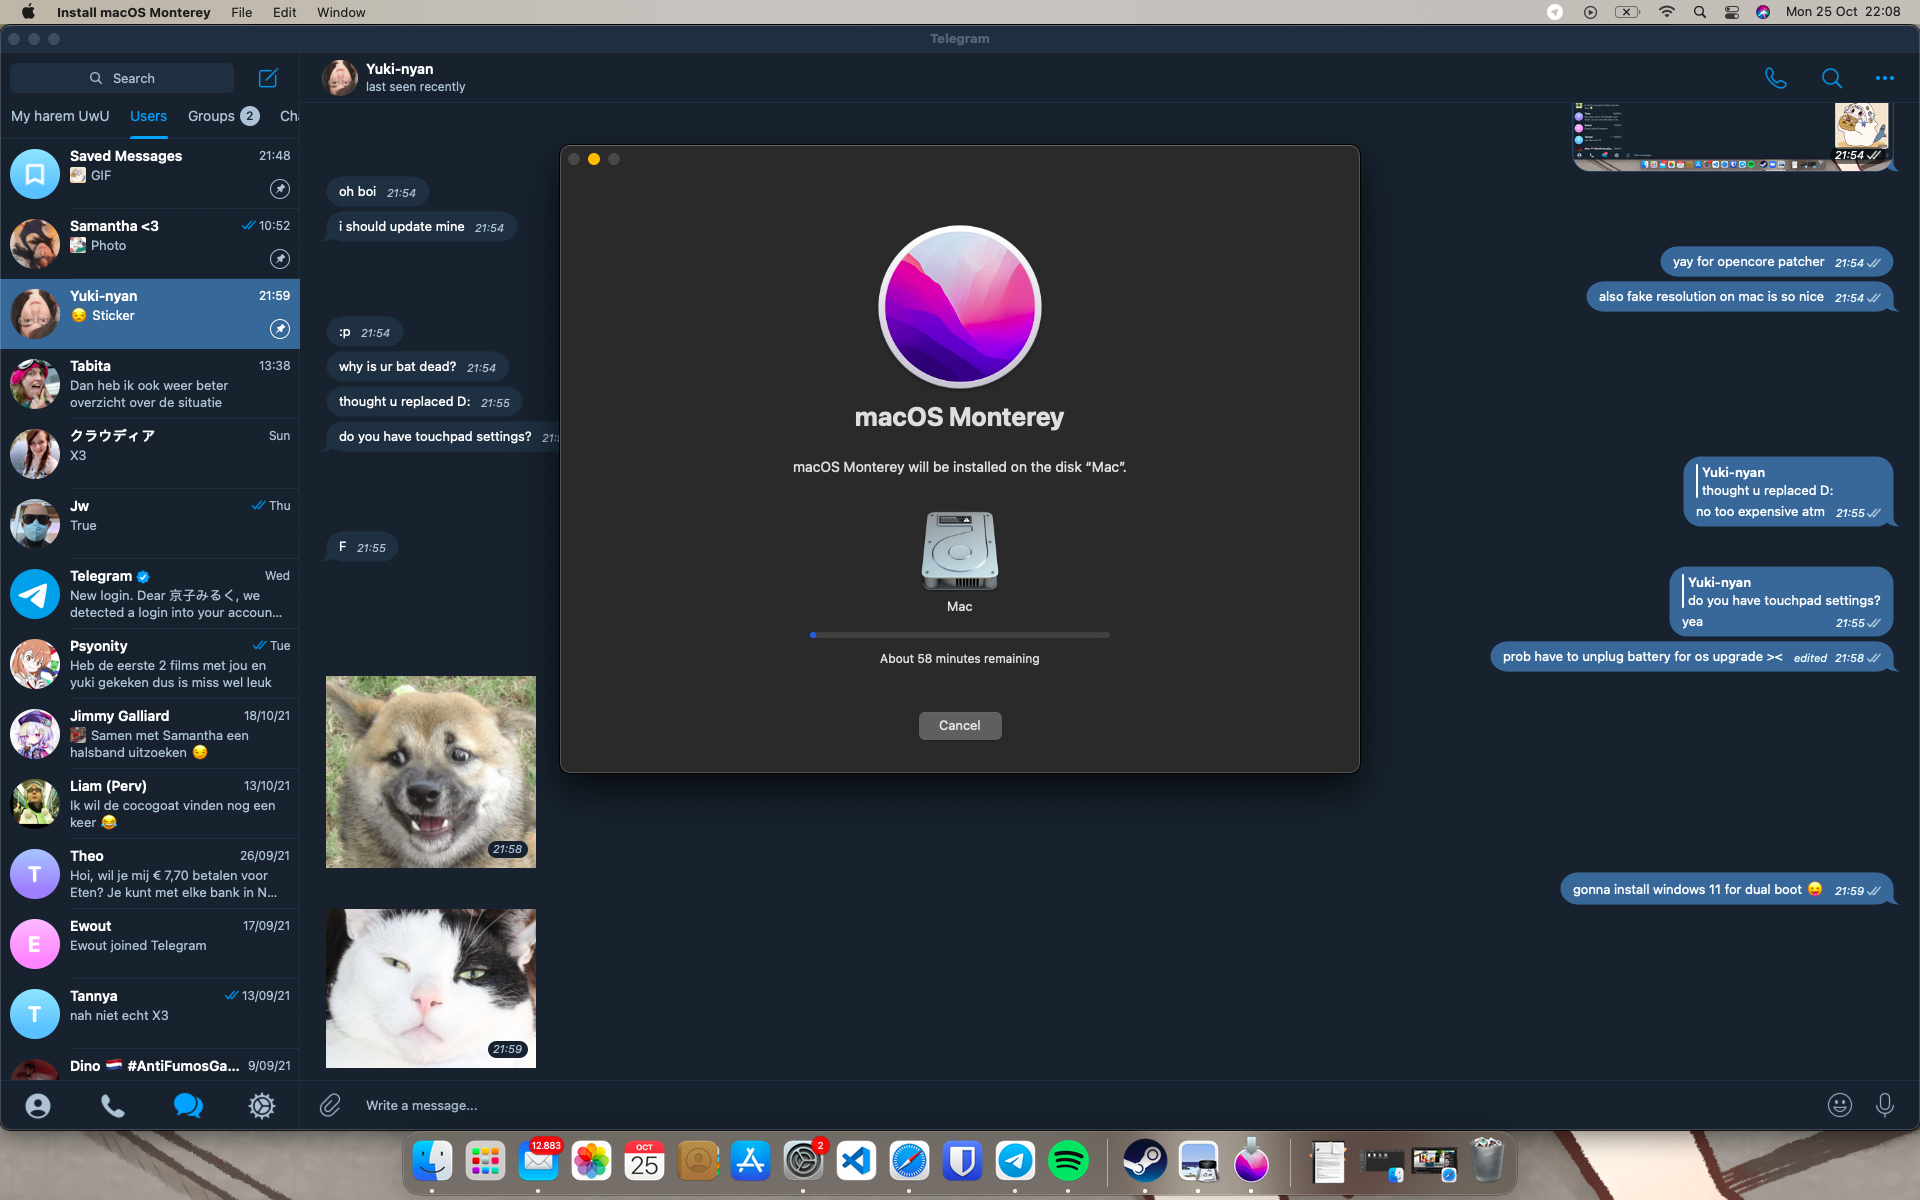 Install macOS Monterey File Edit Window
Mon 25 Oct 22:08
Telegram
Search
My harem UwU Users Groups 2 Cha
Saved Messages 21:48
GIF
Samantha <3 10:52
Photo
Yuki-nyan 21:59
😒 Sticker
Tabita 13:38
Dan heb ik ook weer beter
overzicht over de situatie
クラウディア Sun
X3
Jw Thu
True
Telegram Wed
New login. Dear 京子みるく, we
detected a login into your accoun...
Psyonity Tue
Heb de eerste 2 films met jou en
yuki gekeken dus is miss wel leuk
Jimmy Galliard 18/10/21
Samen met Samantha een
halsband uitzoeken 😏
Liam (Perv) 13/10/21
Ik wil de cocogoat vinden nog een
keer 😂
T
Theo 26/09/21
Hoi, wil je mij € 7,70 betalen voor
Eten? Je kunt met elke bank in N...
E
Ewout 17/09/21
Ewout joined Telegram
T
Tannya 13/09/21
nah niet echt X3
Dino 🇳🇱 #AntiFumosGa... 9/09/21
Yuki-nyan
last seen recently
21:54
oh boi 21:54
i should update mine 21:54
yay for opencore patcher 21:54
also fake resolution on mac is so nice 21:54
:p 21:54
why is ur bat dead? 21:54
thought u replaced D: 21:55
do you have touchpad settings?
Yuki-nyan
thought u replaced D:
no too expensive atm 21:55
F 21:55
Yuki-nyan
do you have touchpad settings?
yea 21:55
prob have to unplug battery for os upgrade >< edited 21:58
21:58
gonna install windows 11 for dual boot 😛 21:59
21:59
Write a message...
macOS Monterey
macOS Monterey will be installed on the disk “Mac”.
Mac
About 58 minutes remaining
Cancel
12.883
OCT
25
2